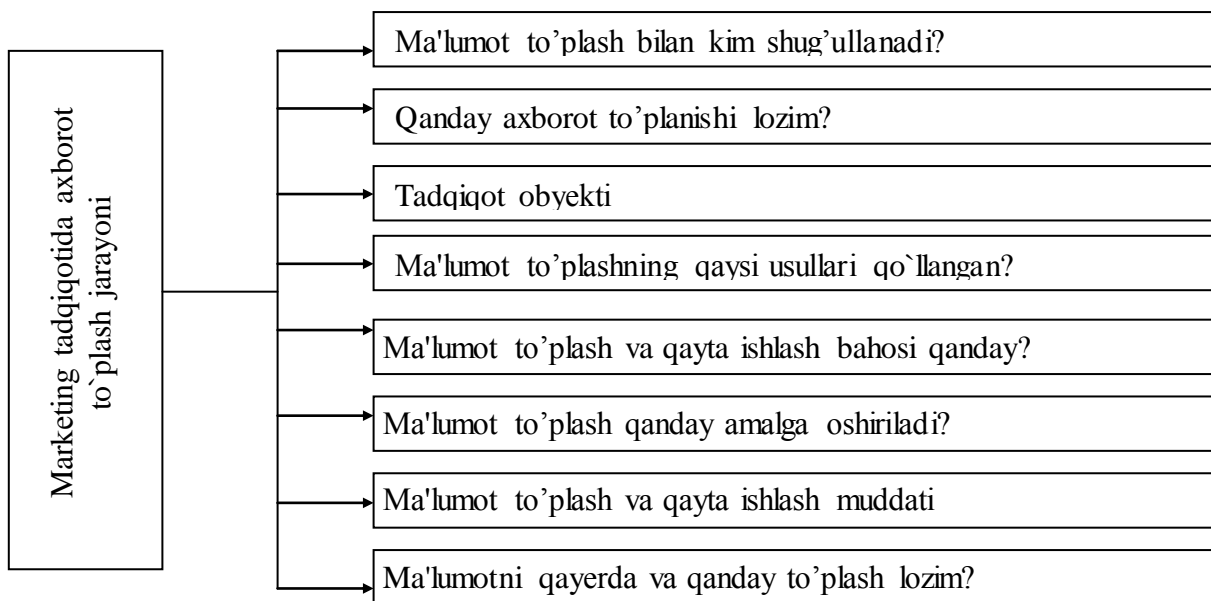 Marketing tadqiqotida axborot
to`plash jarayoni
Ma'lumot to’plash bilan kim shug’ullanadi?
Qanday axborot to’planishi lozim?
Tadqiqot obyekti
Ma'lumot to’plashning qaysi usullari qo`llangan?
Ma'lumot to’plash va qayta ishlash bahosi qanday?
Ma'lumot to’plash qanday amalga oshiriladi?
Ma'lumot to’plash va qayta ishlash muddati
Ma'lumotni qayerda va qanday to’plash lozim?